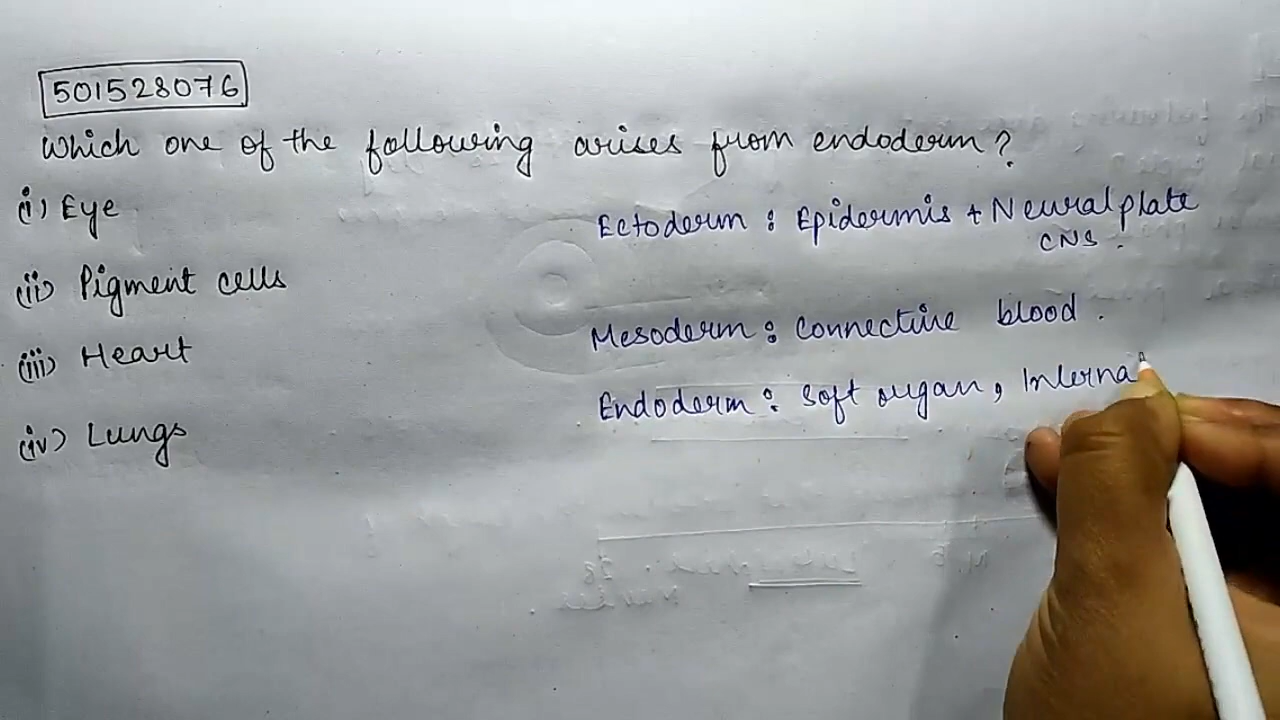 501528076
Which one of the following arises from endoderm?
(i) Eye
(ii) Pigment cells
(iii) Heart
(iv) Lungs
Ectoderm : Epidermis + Neural plate
CNS.
Mesoderm : Connective blood.
Endoderm : Soft organ, Interna